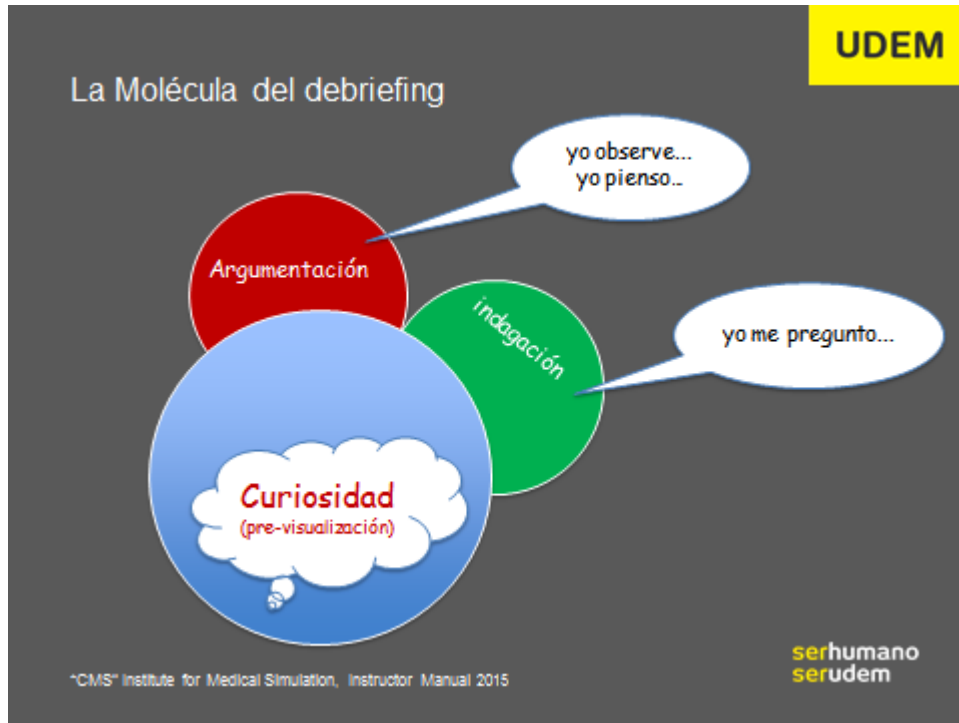 UDEM
La Molécula del debriefing
yo observe...
yo pienso...
Argumentación
indagación
yo me pregunto...
Curiosidad
(pre-visualización)
"CMS" Institute for Medical Simulation, Instructor Manual 2015
serhumano
serudem